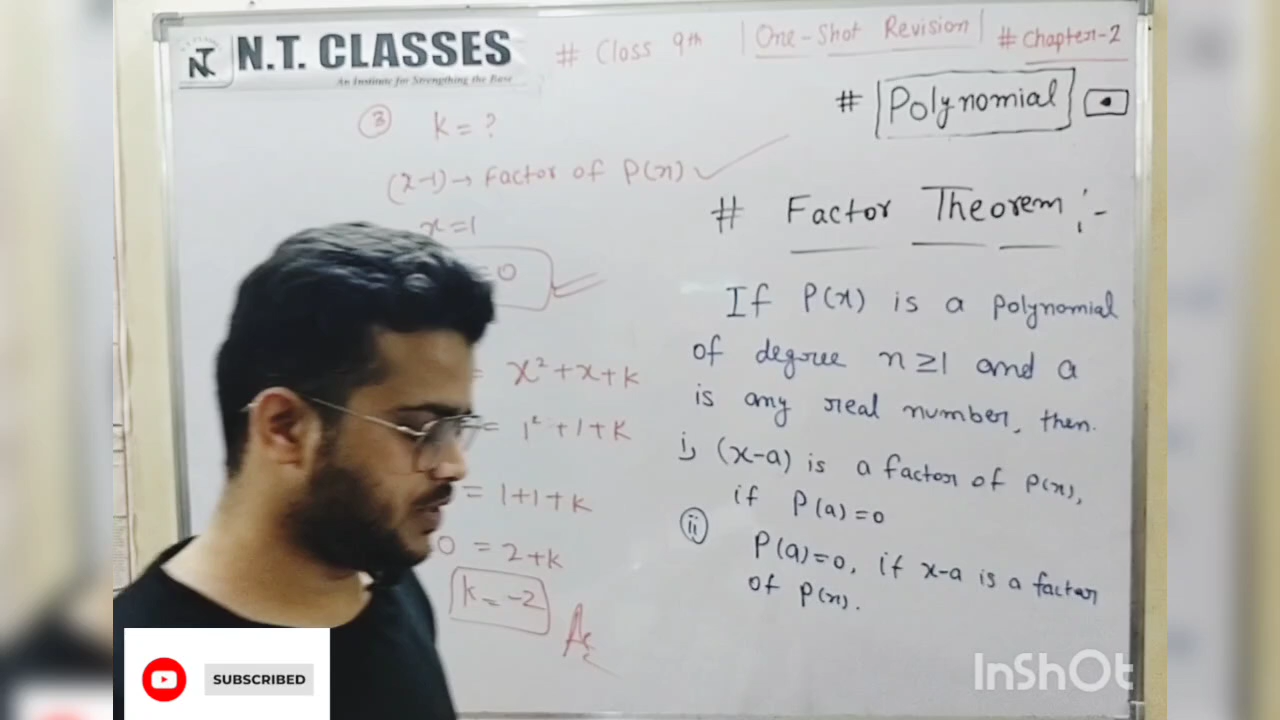 N.T. CLASSES
An Institute for Strengthening the Base
# Class 9th | One-Shot Revision | # Chapter-2
# Polynomial
③ K = ?
(x-1) → Factor of P(x) ✓
x = 1
=0
= x² + x + K
= 1² + 1 + K
= 1 + 1 + K
0 = 2 + K
K = -2
# Factor Theorem :-
If P(x) is a polynomial
of degree n ≥ 1 and a
is any real number, then.
i, (x-a) is a factor of P(x),
if P(a) = 0
ii P(a) = 0, if x-a is a factor
of P(x).
SUBSCRIBED
InShOt